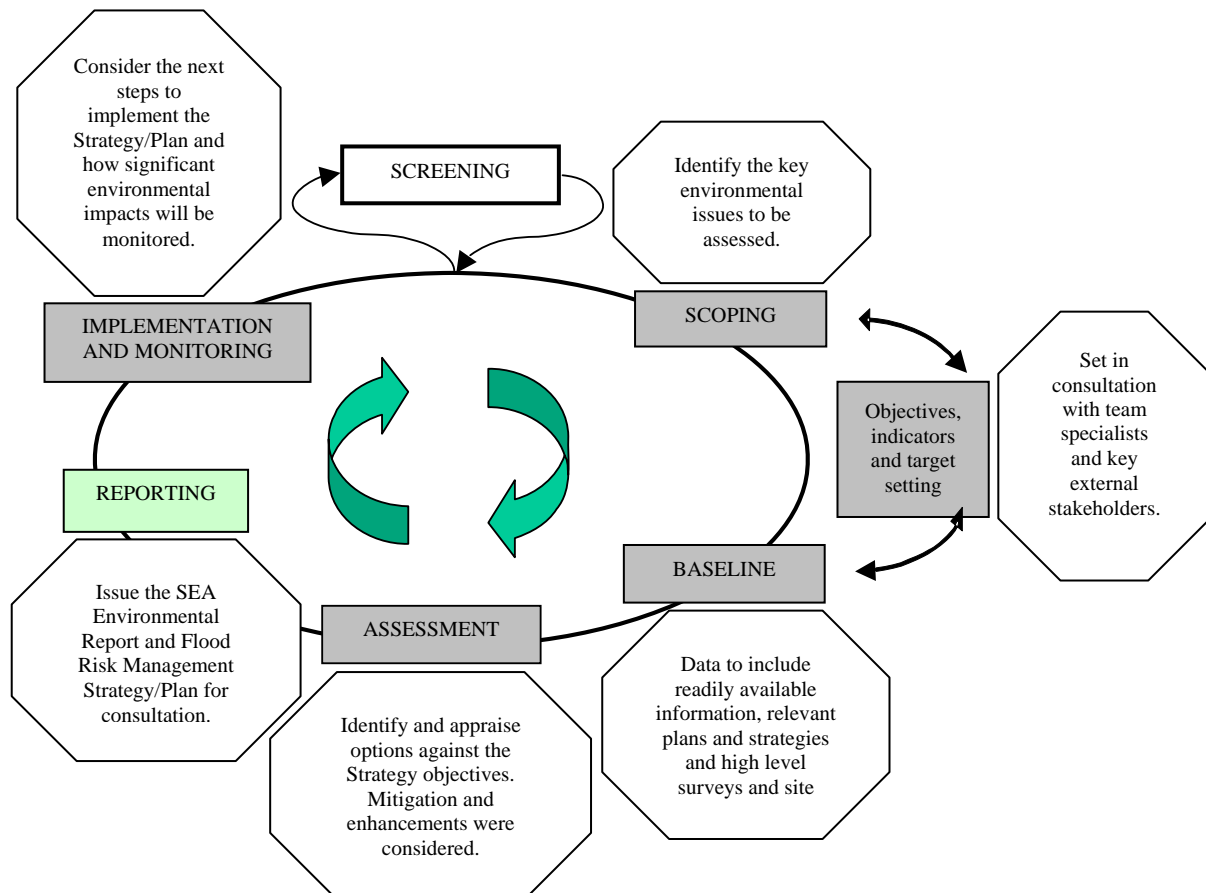 Consider the next
steps to
implement the
Strategy/Plan and
how significant
environmental
impacts will be
monitored.
SCREENING
Identify the key
environmental
issues to be
assessed.
IMPLEMENTATION
AND MONITORING
SCOPING
Objectives,
indicators
and target
setting
Set in
consultation
with team
specialists
and key
external
stakeholders.
REPORTING
BASELINE
Issue the SEA
Environmental
Report and Flood
Risk Management
Strategy/Plan for
consultation.
ASSESSMENT
Identify and appraise
options against the
Strategy objectives.
Mitigation and
enhancements were
considered.
Data to include
readily available
information, relevant
plans and strategies
and high level
surveys and site